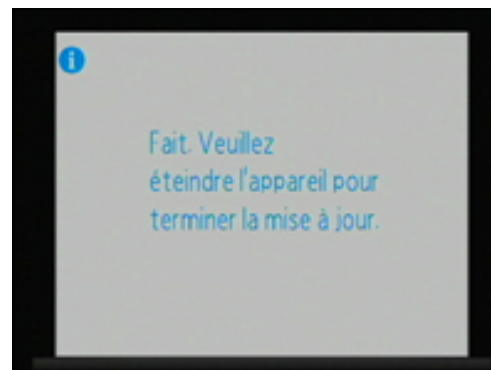 Fait. Veuillez
éteindre l'appareil pour
terminer la mise à jour.